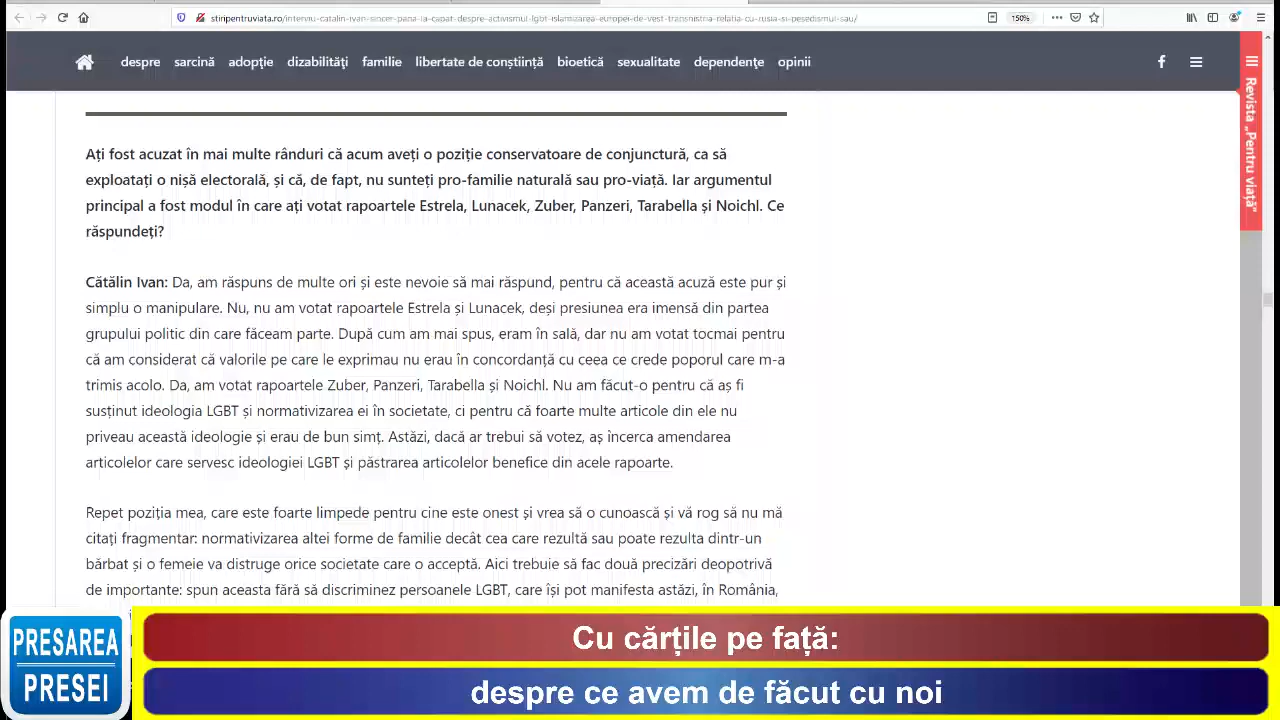 stiripentruviata.ro/interviu-catalin-ivan-sincer-pana-la-capat-despre-activismul-lgbt-islamizarea-europei-de-vest-transnistria-relatia-cu-rusia-si-pesedismul-sau/
150%
despre sarcină adopţie dizabilităţi familie libertate de conştiinţă bioetică sexualitate dependenţe opinii
Revista „Pentru viață”
Ați fost acuzat în mai multe rânduri că acum aveți o poziție conservatoare de conjunctură, ca să
exploatați o nișă electorală, și că, de fapt, nu sunteți pro-familie naturală sau pro-viață. Iar argumentul
principal a fost modul în care ați votat rapoartele Estrela, Lunacek, Zuber, Panzeri, Tarabella și Noichl. Ce
răspundeți?
Cătălin Ivan: Da, am răspuns de multe ori și este nevoie să mai răspund, pentru că această acuză este pur și
simplu o manipulare. Nu, nu am votat rapoartele Estrela și Lunacek, deși presiunea era imensă din partea
grupului politic din care făceam parte. După cum am mai spus, eram în sală, dar nu am votat tocmai pentru
că am considerat că valorile pe care le exprimau nu erau în concordanță cu ceea ce crede poporul care m-a
trimis acolo. Da, am votat rapoartele Zuber, Panzeri, Tarabella și Noichl. Nu am făcut-o pentru că aș fi
susținut ideologia LGBT și normativizarea ei în societate, ci pentru că foarte multe articole din ele nu
priveau această ideologie și erau de bun simț. Astăzi, dacă ar trebui să votez, aș încerca amendarea
articolelor care servesc ideologiei LGBT și păstrarea articolelor benefice din acele rapoarte.
Repet poziția mea, care este foarte limpede pentru cine este onest și vrea să o cunoască și vă rog să nu mă
citați fragmentar: normativizarea altei forme de familie decât cea care rezultă sau poate rezulta dintr-un
bărbat și o femeie va distruge orice societate care o acceptă. Aici trebuie să fac două precizări deopotrivă
de importante: spun aceasta fără să discriminez persoanele LGBT, care își pot manifesta astăzi, în România,
PRESAREA
PRESEI
Cu cărțile pe față:
despre ce avem de făcut cu noi